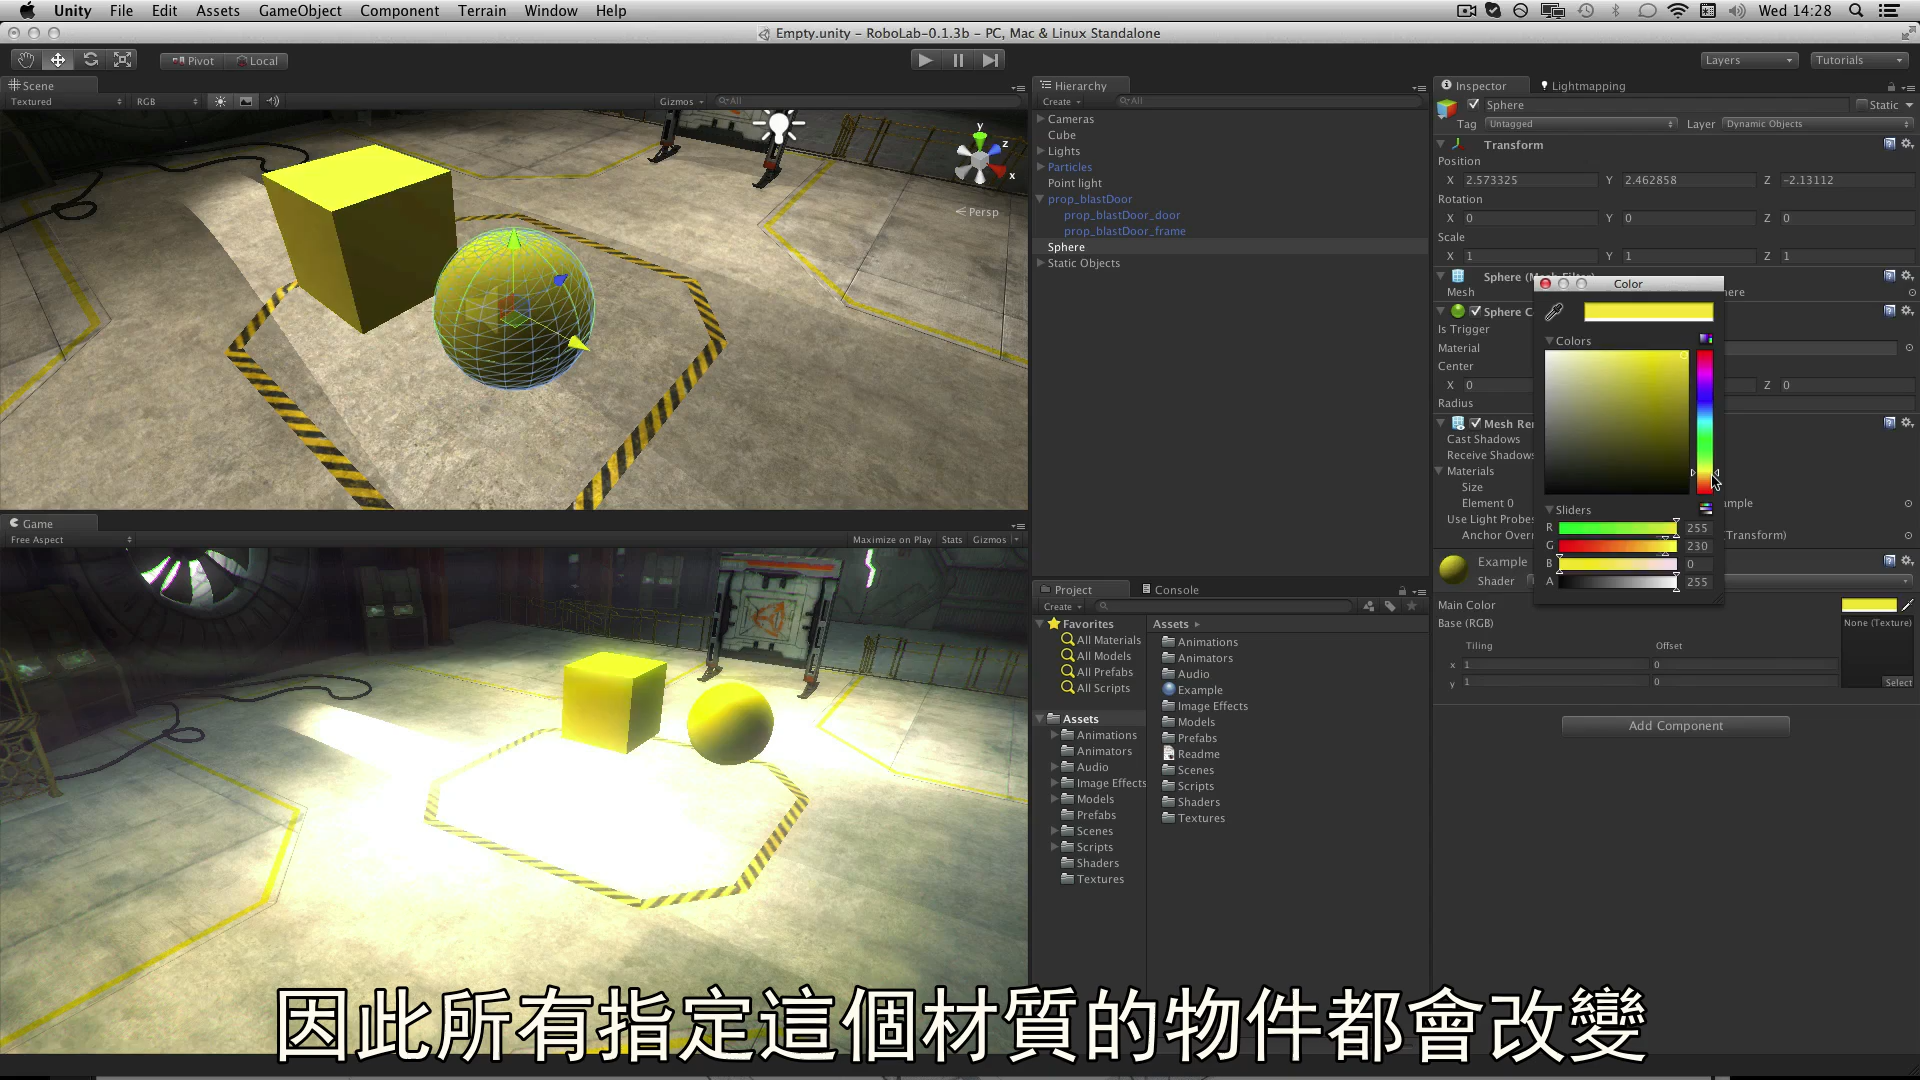 Unity File Edit Assets GameObject Component Terrain Window Help Wed 14:28
Empty.unity - RoboLab-0.1.3b - PC, Mac & Linux Standalone
Pivot Local Layers Tutorials
Scene
Textured RGB Gizmos All
y z x
Persp
Game
Free Aspect Maximize on Play Stats Gizmos
Hierarchy
Create All
Cameras
Cube
Lights
Particles
Point light
prop_blastDoor
prop_blastDoor_door
prop_blastDoor_frame
Sphere
Static Objects
Project Console
Create
Favorites
All Materials
All Models
All Prefabs
All Scripts
Assets
Animations
Animators
Audio
Image Effects
Models
Prefabs
Scenes
Scripts
Shaders
Textures
Assets
Animations
Animators
Audio
Example
Image Effects
Models
Prefabs
Readme
Scenes
Scripts
Shaders
Textures
Inspector Lightmapping
Sphere Static
Tag Untagged Layer Dynamic Objects
Transform
Position
X 2.573325 Y 2.462858 Z -2.13112
Rotation
X 0 Y 0 Z 0
Scale
X 1 Y 1 Z 1
Sphere
Mesh
Sphere C
Is Trigger
Material
Center
X 0 Z 0
Radius
Mesh Re
Cast Shadows
Receive Shadows
Materials
Size
Element 0 mple
Use Light Probes
Anchor Over Transform)
Example
Shader
Color
Colors
Sliders
R 255
G 230
B 0
A 255
Main Color
Base (RGB) None (Texture)
Tiling Offset
x 1 0
y 1 0
Select
Add Component
因此所有指定這個材質的物件都會改變